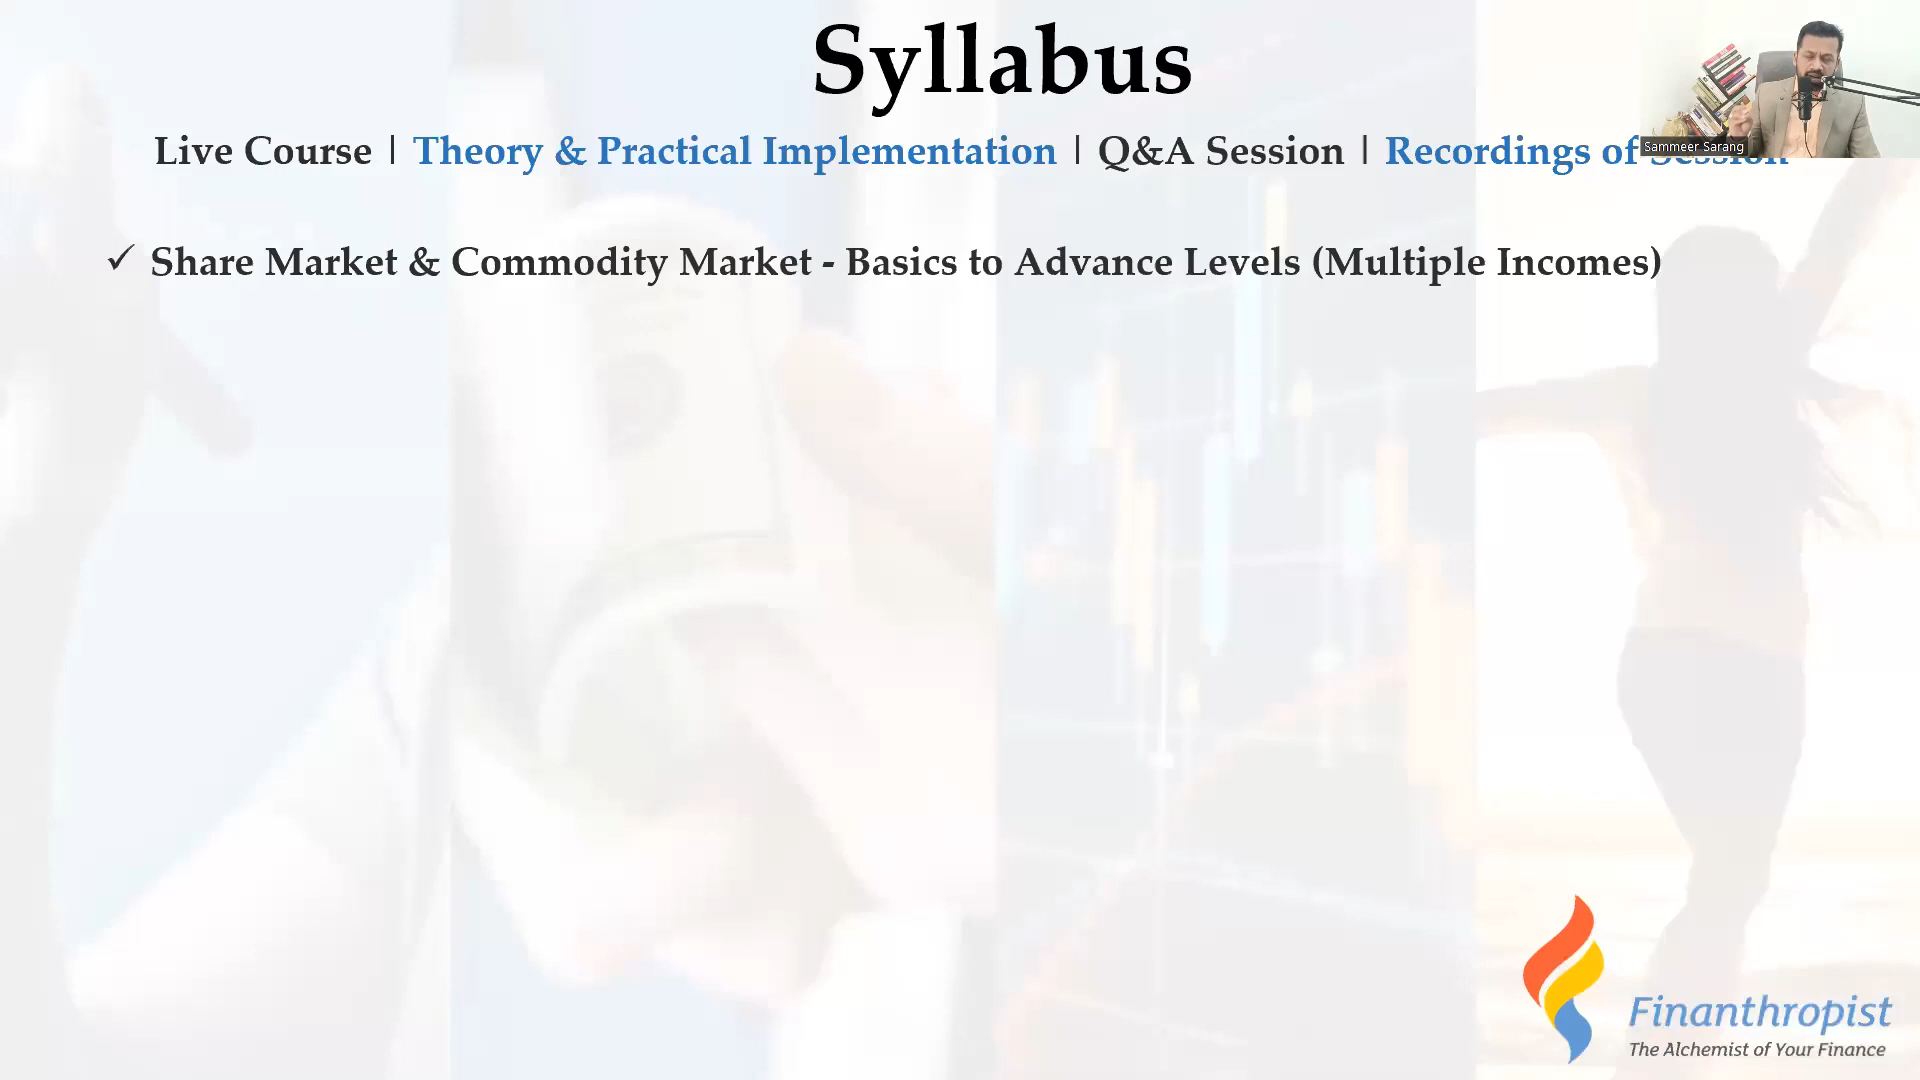 Syllabus
Live Course | Theory & Practical Implementation | Q&A Session | Recordings of Session
Sammeer Sarang
✓ Share Market & Commodity Market - Basics to Advance Levels (Multiple Incomes)
Finanthropist
The Alchemist of Your Finance